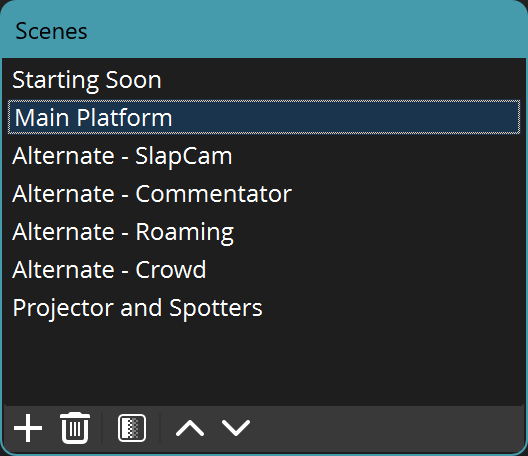 Scenes
Starting Soon
Main Platform
Alternate - SlapCam
Alternate - Commentator
Alternate - Roaming
Alternate - Crowd
Projector and Spotters